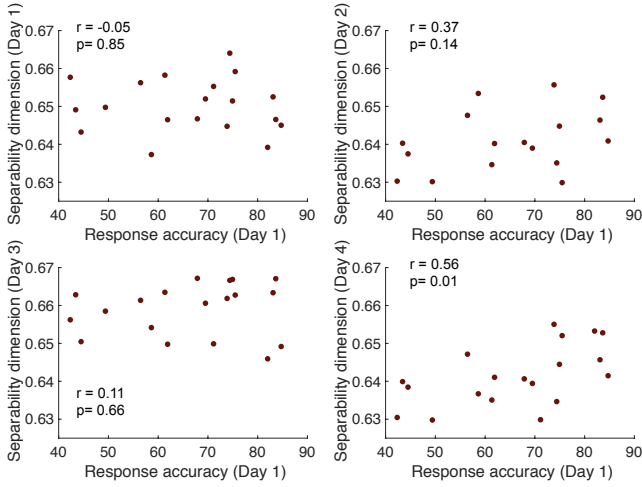 r = -0.05
p= 0.85
Separability dimension (Day 1)
0.67
0.66
0.65
0.64
0.63
40 50 60 70 80 90
Response accuracy (Day 1)
r = 0.37
p= 0.14
Separability dimension (Day 2)
0.67
0.66
0.65
0.64
0.63
40 50 60 70 80 90
Response accuracy (Day 1)
r = 0.11
p= 0.66
Separability dimension (Day 3)
0.67
0.66
0.65
0.64
0.63
40 50 60 70 80 90
Response accuracy (Day 1)
r = 0.56
p= 0.01
Separability dimension (Day 4)
0.67
0.66
0.65
0.64
0.63
40 50 60 70 80 90
Response accuracy (Day 1)